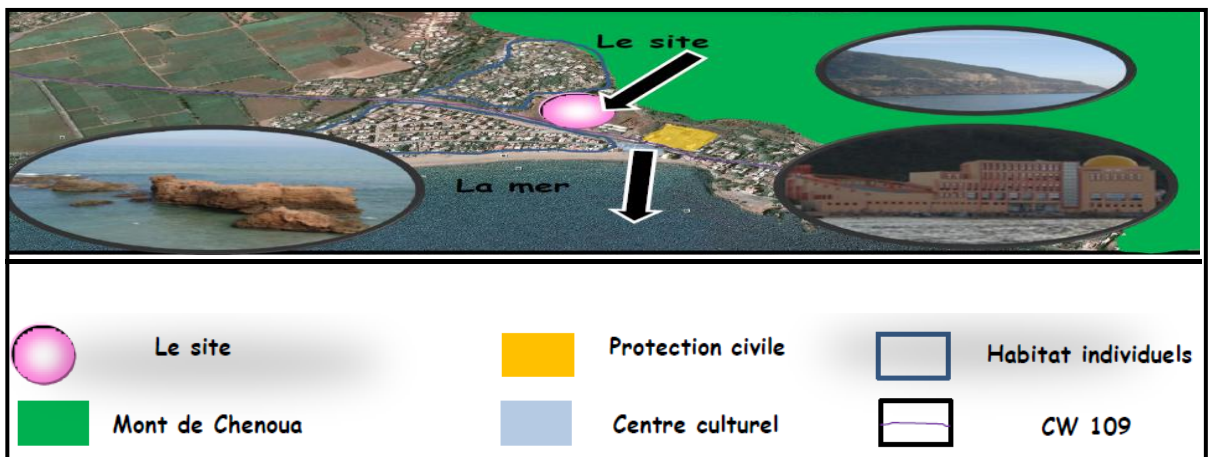 Le site
La mer
Le site
Protection civile
Habitat individuels
Mont de Chenoua
Centre culturel
CW 109